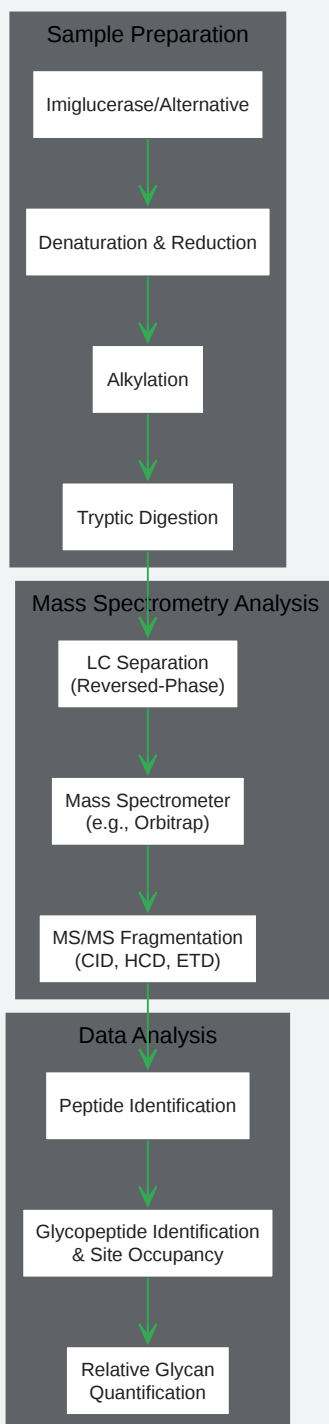 Sample Preparation
Imiglucerase/Alternative
Denaturation & Reduction
Alkylation
Tryptic Digestion
Mass Spectrometry Analysis
LC Separation
(Reversed-Phase)
Mass Spectrometer
(e.g., Orbitrap)
MS/MS Fragmentation
(CID, HCD, ETD)
Data Analysis
Peptide Identification
Glycopeptide Identification
& Site Occupancy
Relative Glycan
Quantification